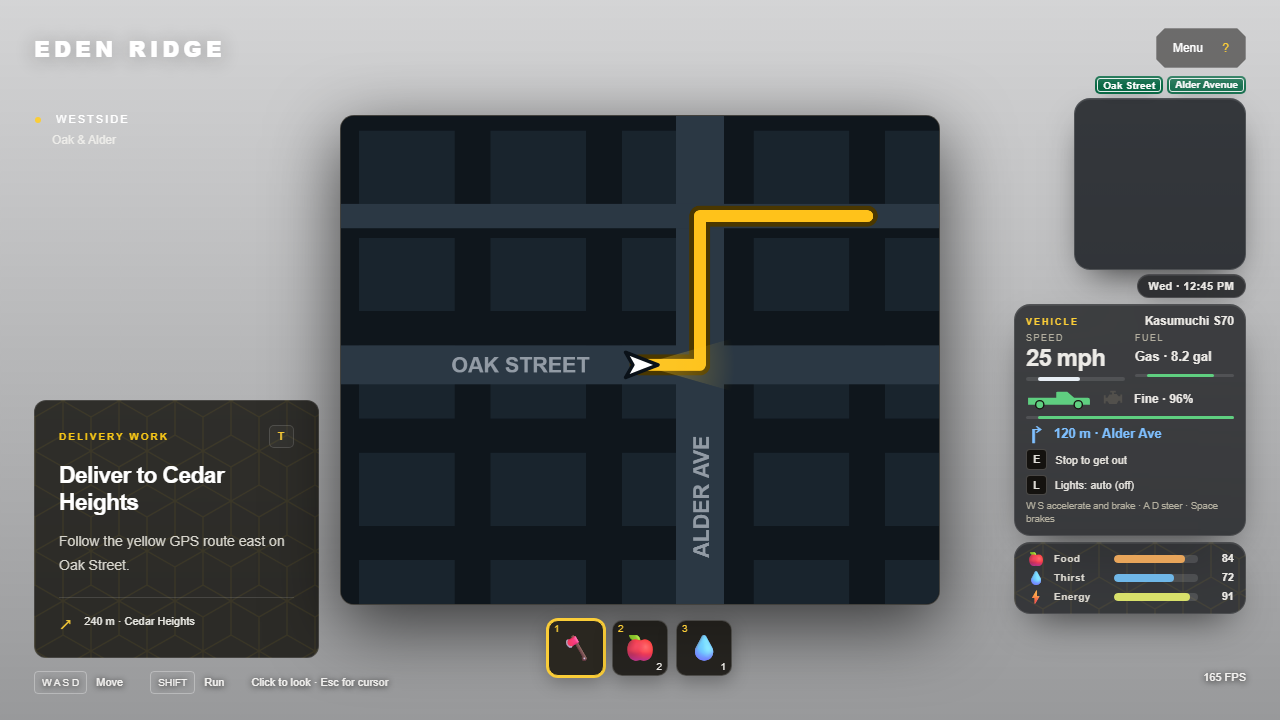 EDEN RIDGE
Menu ?
Oak Street Alder Avenue
WESTSIDE
Oak & Alder
OAK STREET
ALDER AVE
Wed · 12:45 PM
VEHICLE Kasumuchi S70
SPEED FUEL
25 mph Gas · 8.2 gal
Fine · 96%
120 m · Alder Ave
E Stop to get out
L Lights: auto (off)
W S accelerate and brake · A D steer · Space
brakes
Food 84
Thirst 72
Energy 91
DELIVERY WORK T
Deliver to Cedar
Heights
Follow the yellow GPS route east on
Oak Street.
↗ 240 m · Cedar Heights
1
2 2
3 1
W A S D Move SHIFT Run Click to look · Esc for cursor
165 FPS